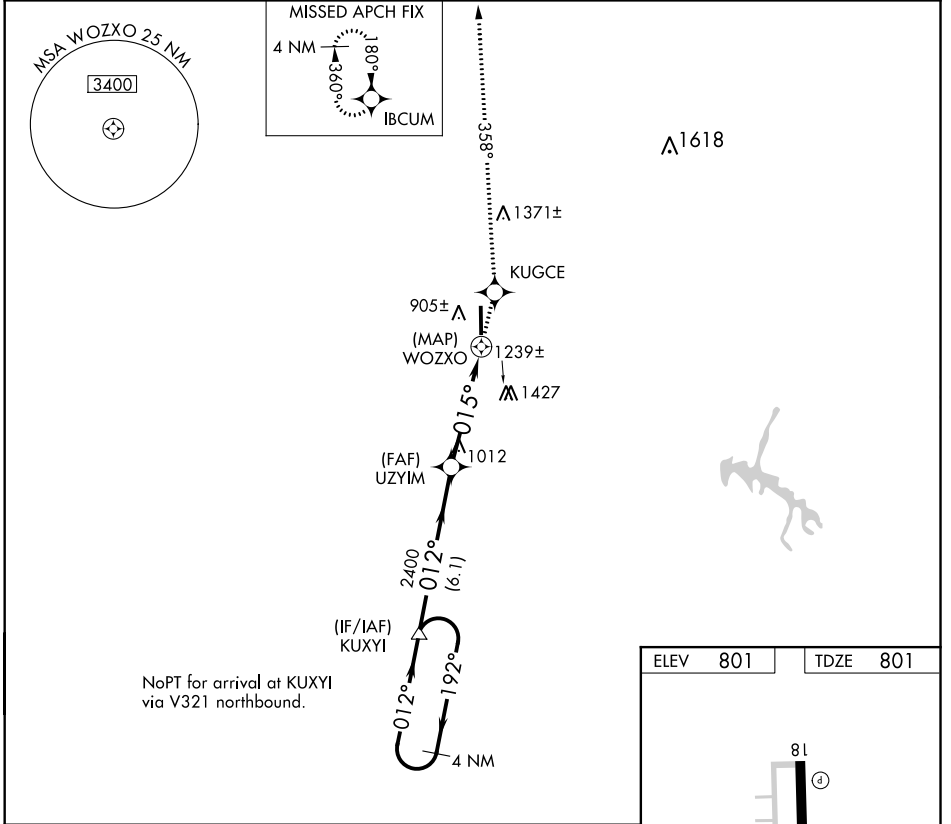 MSA WOZXO 25 NM
3400
MISSED APCH FIX
4 NM
180°
360°
IBCUM
358°
1618
1371±
KUGCE
905±
(MAP)
WOZXO
1239±
1427
015°
(FAF)
UZYIM
1012
2400
012°
(6.1)
(IF/IAF)
KUXYI
NoPT for arrival at KUXYI
via V321 northbound.
012°
192°
4 NM
ELEV 801
TDZE 801
18
P